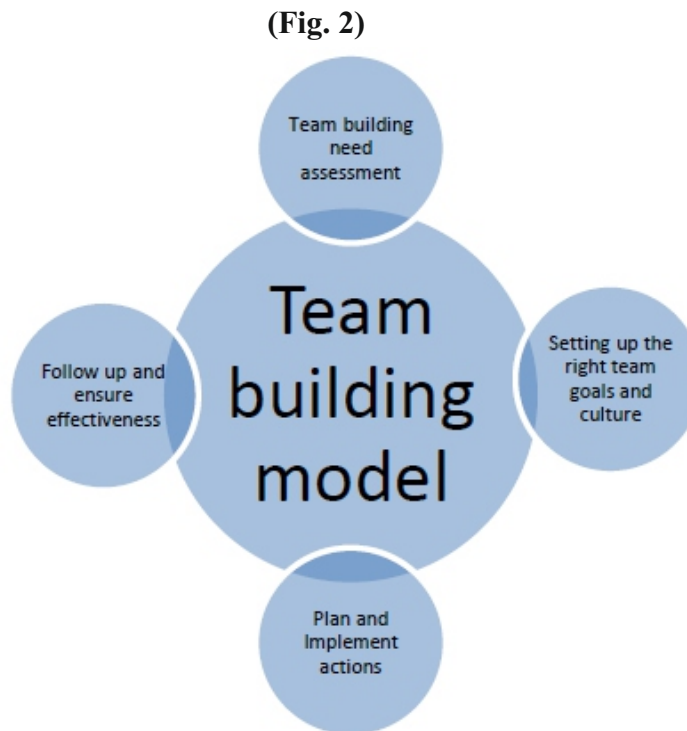 (Fig. 2)
Team building
need
assessment
Team
building
model
Setting up the
right team
goals and
culture
Plan and
Implement
actions
Follow up and
ensure
effectiveness